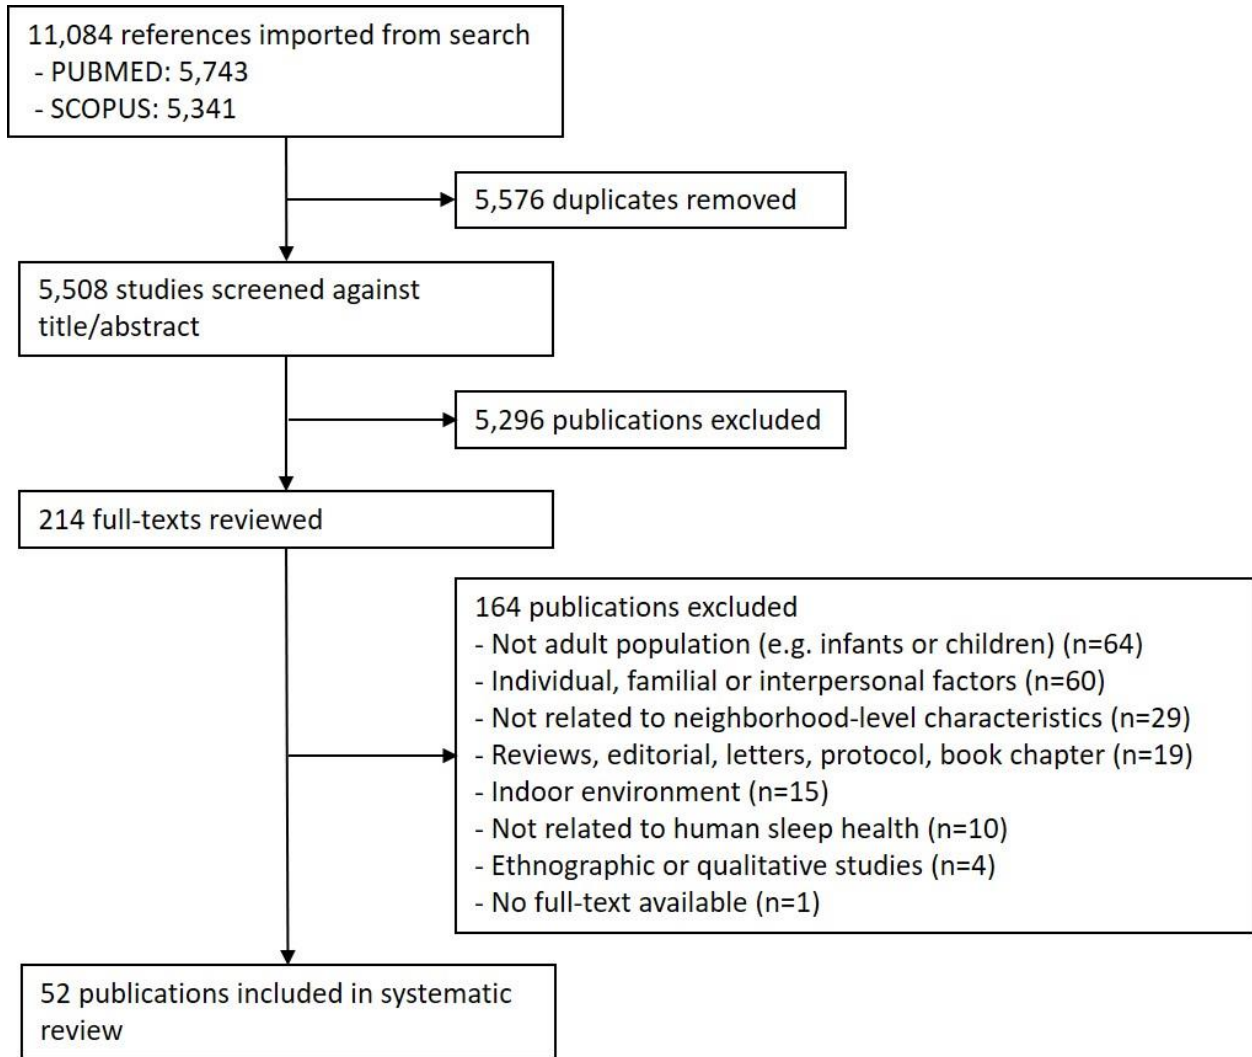 11,084 references imported from search
- PUBMED: 5,743
- SCOPUS: 5,341
5,576 duplicates removed
5,508 studies screened against
title/abstract
5,296 publications excluded
214 full-texts reviewed
164 publications excluded
- Not adult population (e.g. infants or children) (n=64)
- Individual, familial or interpersonal factors (n=60)
- Not related to neighborhood-level characteristics (n=29)
- Reviews, editorial, letters, protocol, book chapter (n=19)
- Indoor environment (n=15)
- Not related to human sleep health (n=10)
- Ethnographic or qualitative studies (n=4)
- No full-text available (n=1)
52 publications included in systematic
review